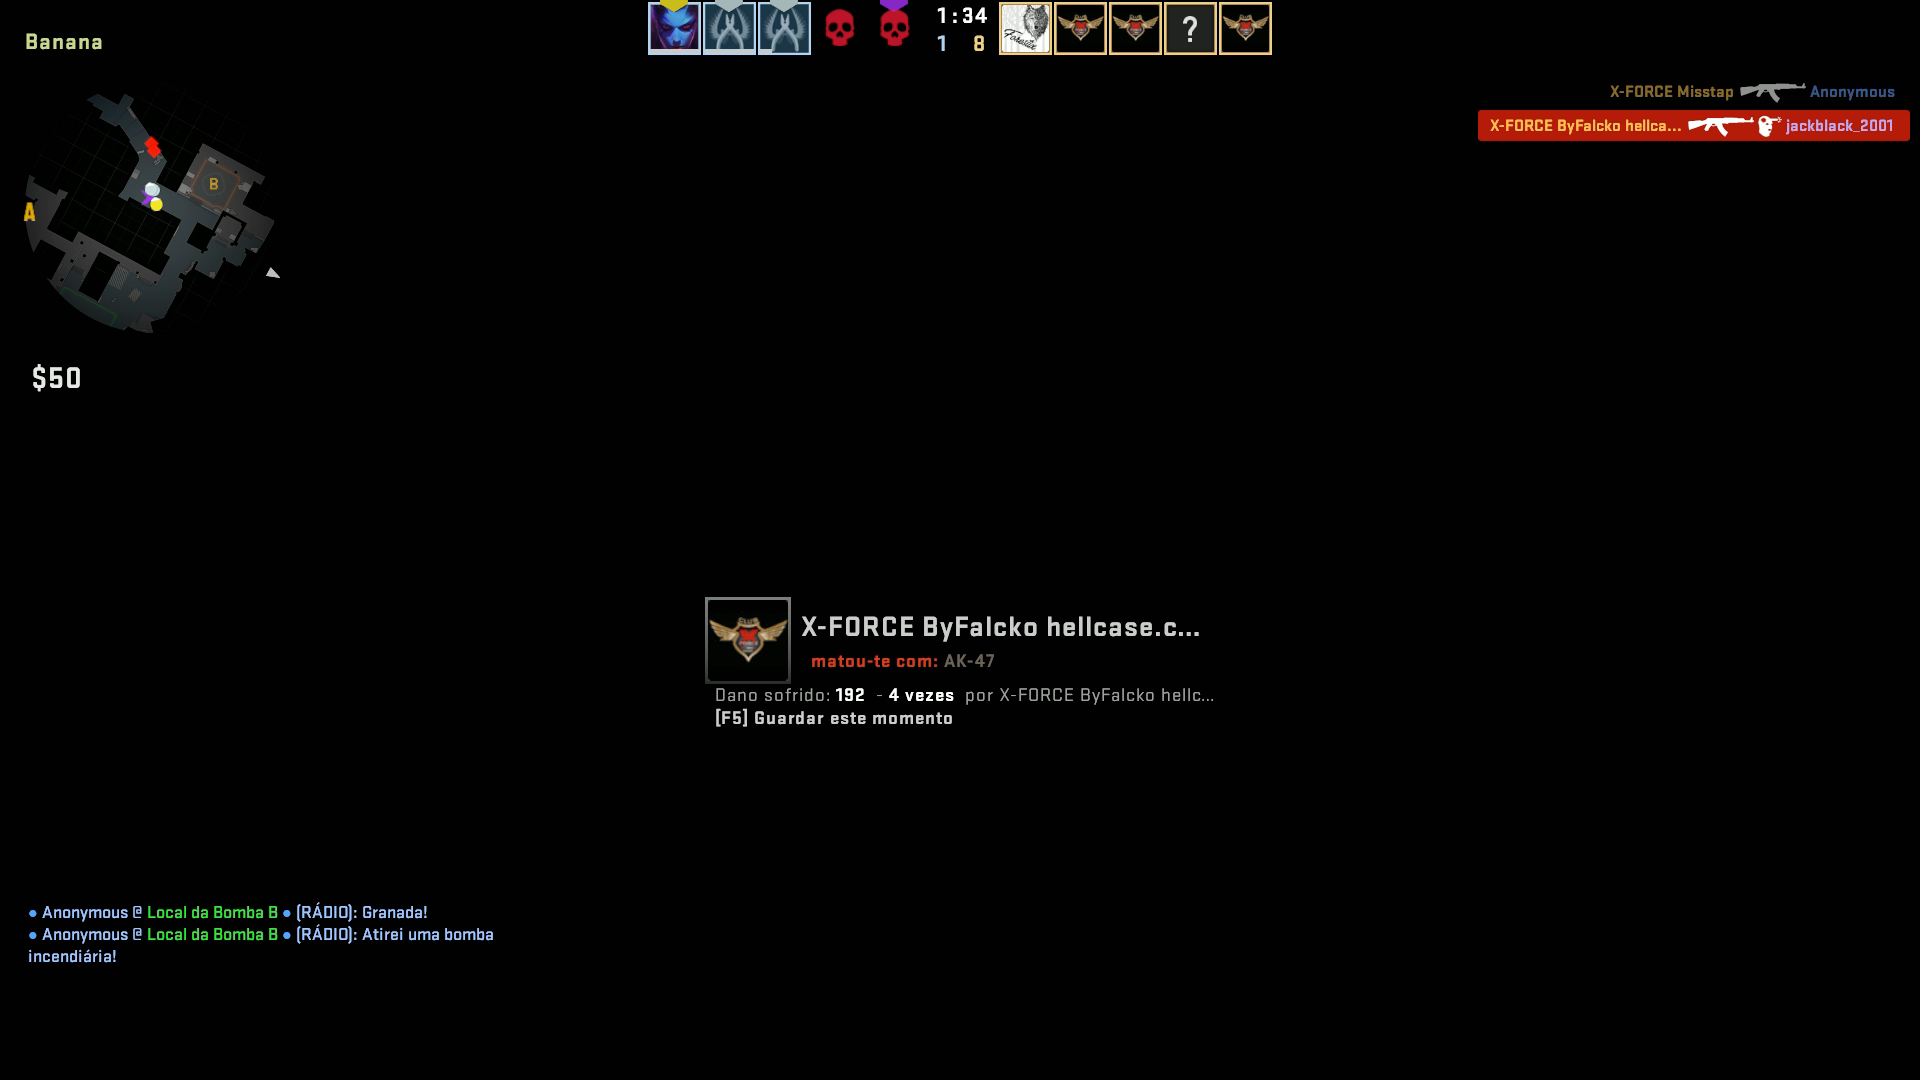 Banana
1:34
1 8
?
X-FORCE Misstap Anonymous
X-FORCE ByFalcko hellca... jackblack_2001
B
A
$50
X-FORCE ByFalcko hellcase.c...
matou-te com: AK-47
Dano sofrido: 192 - 4 vezes por X-FORCE ByFalcko hellc...
[F5] Guardar este momento
• Anonymous @ Local da Bomba B • (RÁDIO): Granada!
• Anonymous @ Local da Bomba B • (RÁDIO): Atirei uma bomba
incendiária!